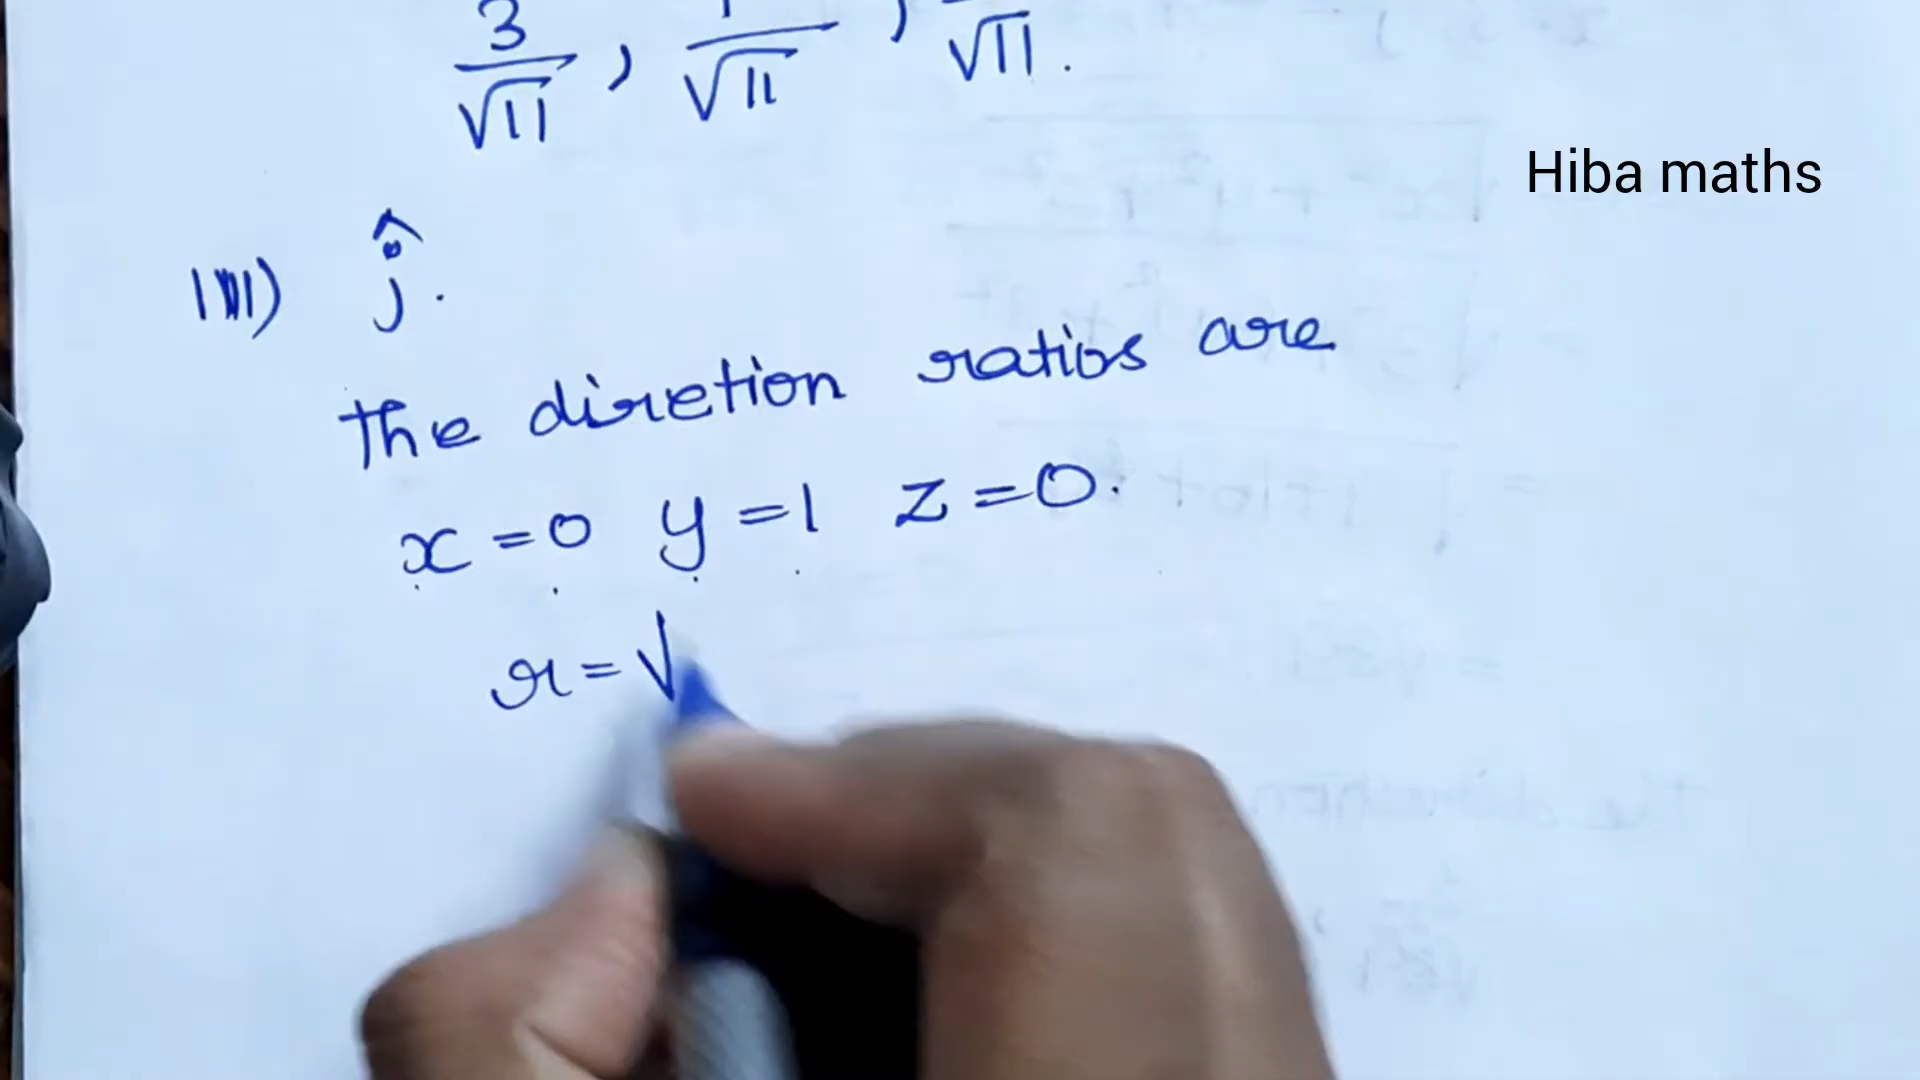 3/√11 , 1/√11 , /√11 .
Hiba maths
III) ĵ .
The diretion ratios are
x = 0 y = 1 z = 0 .
r = √